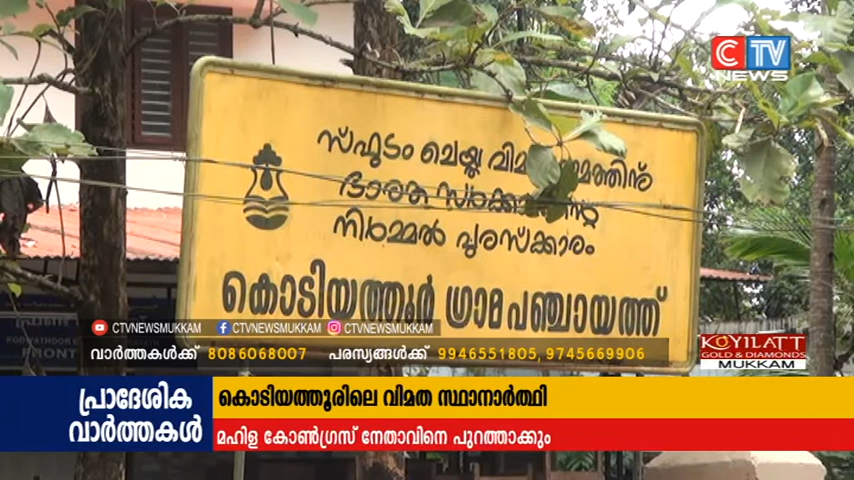 CTV
NEWS
സ്ഫുടം ചെയ്ത
ഭാരത
നിർമ്മൽ പുരസ്ക്കാരം
കൊടിയത്തൂർ ഗ്രാമപഞ്ചായത്ത്
CTVNEWSMUKKAM CTVNEWSMUKKAM CTVNEWSMUKKAM
വാർത്തകൾക്ക് 8086068007 പരസ്യങ്ങൾക്ക് 9946551805, 9745669906
KOYILATT
GOLD & DIAMONDS
MUKKAM
പ്രാദേശിക
വാർത്തകൾ
കൊടിയത്തൂരിലെ വിമത സ്ഥാനാർത്ഥി
മഹിള കോൺഗ്രസ് നേതാവിനെ പുറത്താക്കും